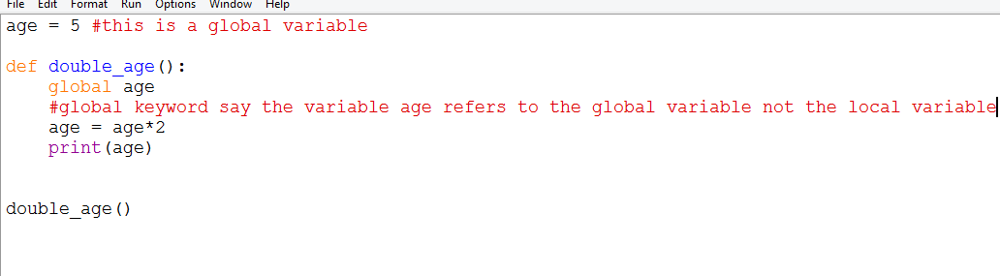 File Edit Format Run Options Window Help
age = 5 #this is a global variable
def double_age():
    global age
    #global keyword say the variable age refers to the global variable not the local variable
    age = age*2
    print(age)
double_age()